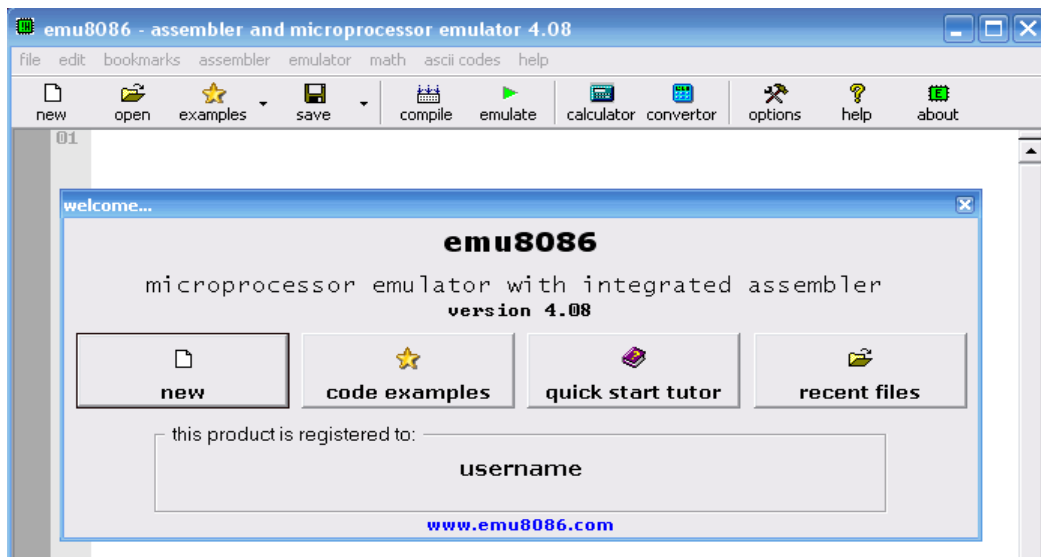 emu8086 - assembler and microprocessor emulator 4.08
file edit bookmarks assembler emulator math ascii codes help
new open examples save compile emulate calculator convertor options help about
01
welcome...
emu8086
microprocessor emulator with integrated assembler
version 4.08
new code examples quick start tutor recent files
this product is registered to:
username
www.emu8086.com